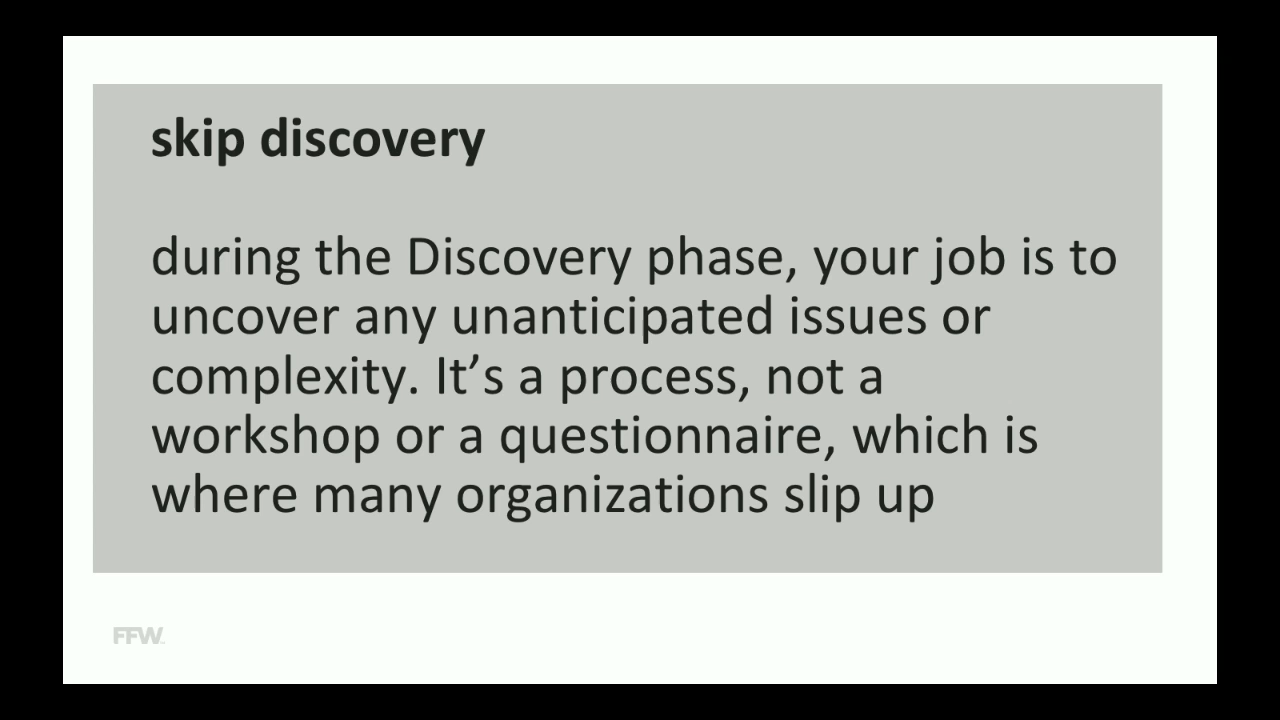 skip discovery
during the Discovery phase, your job is to
uncover any unanticipated issues or
complexity. It’s a process, not a
workshop or a questionnaire, which is
where many organizations slip up
FFW